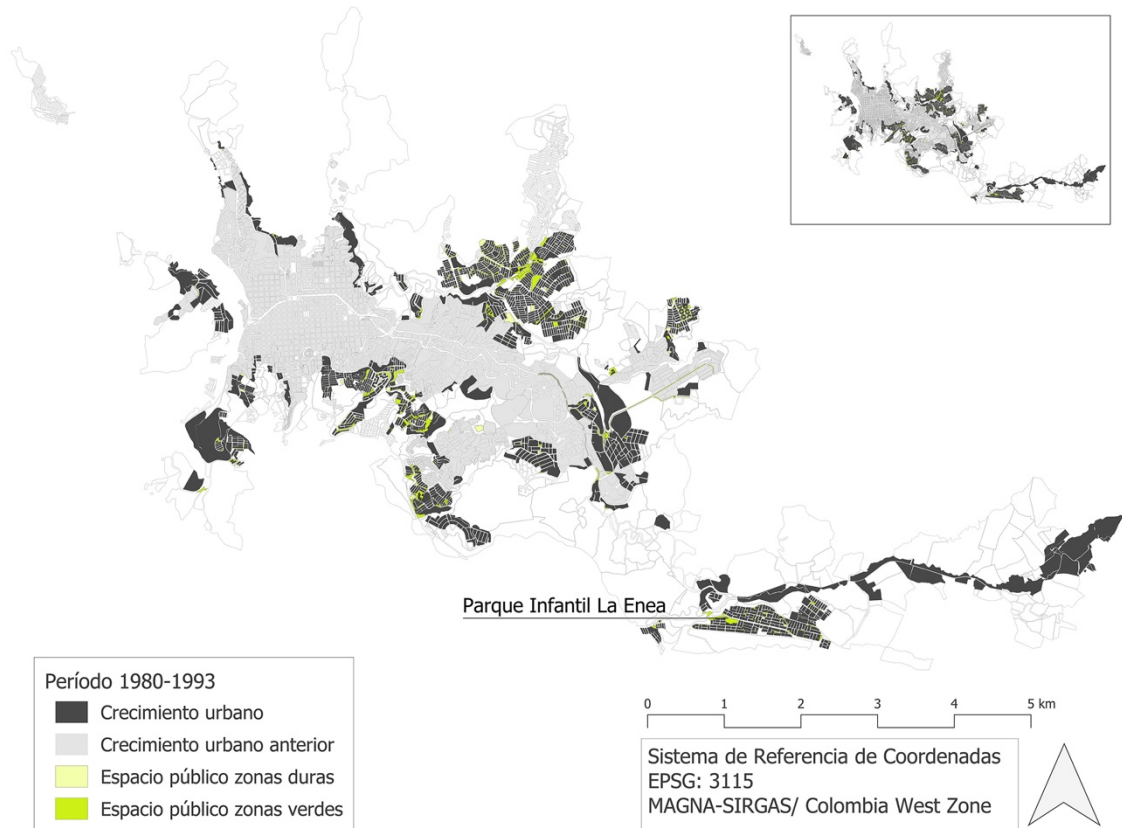 Parque Infantil La Enea
Período 1980-1993
Crecimiento urbano
Crecimiento urbano anterior
Espacio público zonas duras
Espacio público zonas verdes
0 1 2 3 4 5 km
Sistema de Referencia de Coordenadas
EPSG: 3115
MAGNA-SIRGAS/ Colombia West Zone